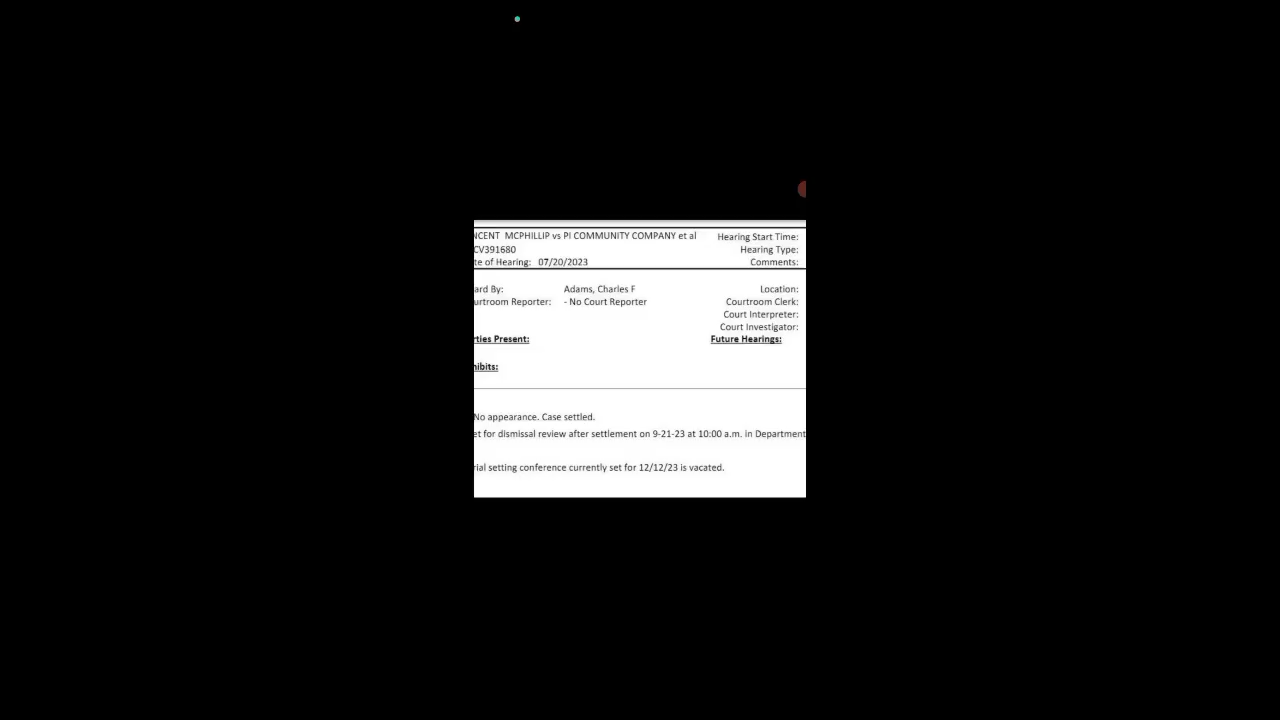 NCENT MCPHILLIP vs PI COMMUNITY COMPANY et al Hearing Start Time:
CV391680 Hearing Type:
te of Hearing: 07/20/2023 Comments:
ard By: Adams, Charles F Location:
urtroom Reporter: - No Court Reporter Courtroom Clerk:
Court Interpreter:
Court Investigator:
rties Present: Future Hearings:
hibits:
No appearance. Case settled.
et for dismissal review after settlement on 9-21-23 at 10:00 a.m. in Department
rial setting conference currently set for 12/12/23 is vacated.